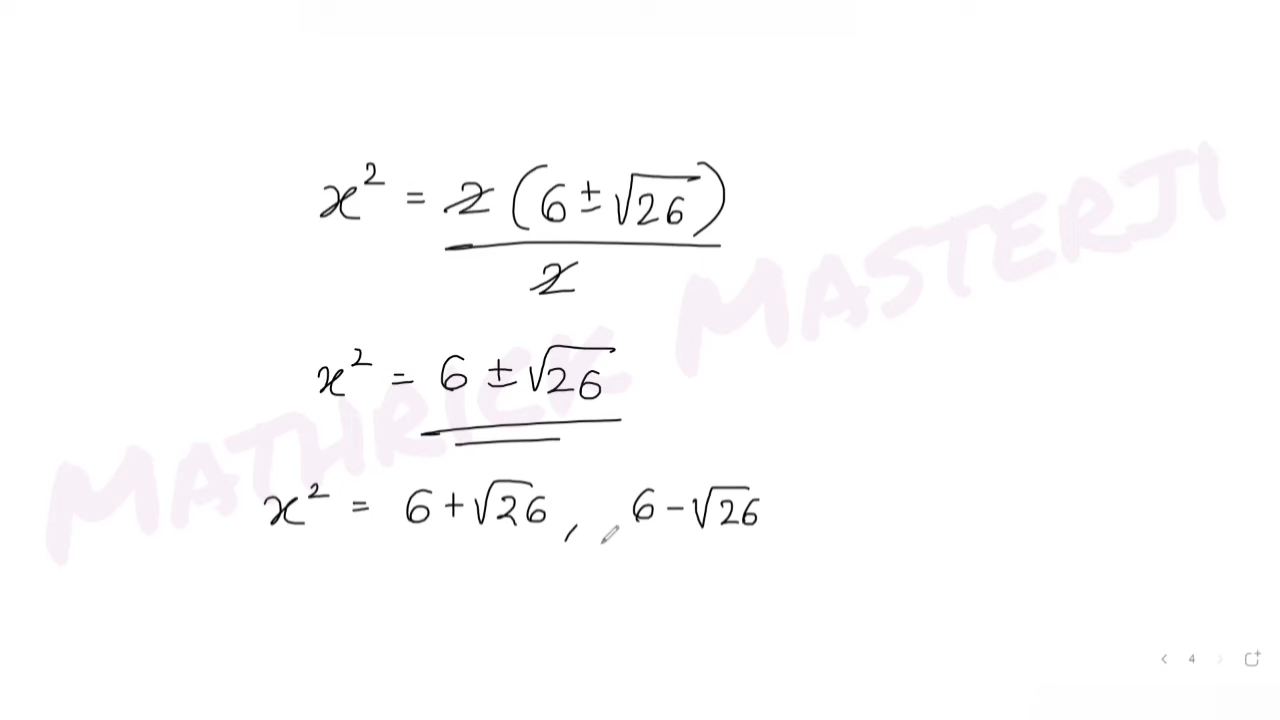 x² = 2(6 ± √26) / 2
x² = 6 ± √26
x² = 6 + √26 , 6 − √26
MATHRICK MASTERJI
< 4 >